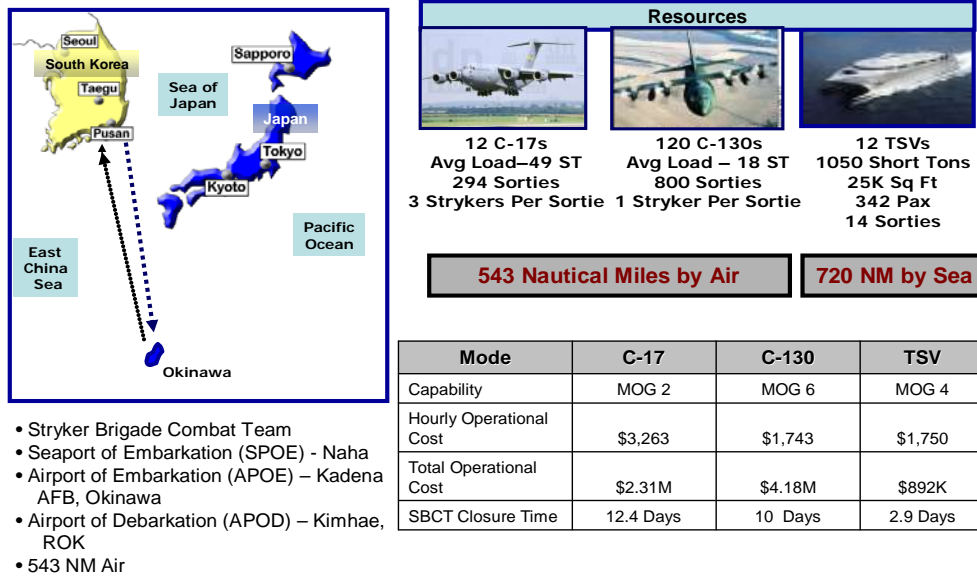 Seoul
South Korea
Taegu
Pusan
Sea of
Japan
Sapporo
Japan
Tokyo
Kyoto
Pacific
Ocean
East
China
Sea
Okinawa
Resources
12 C-17s
Avg Load–49 ST
294 Sorties
3 Strykers Per Sortie
120 C-130s
Avg Load – 18 ST
800 Sorties
1 Stryker Per Sortie
12 TSVs
1050 Short Tons
25K Sq Ft
342 Pax
14 Sorties
543 Nautical Miles by Air
720 NM by Sea
Mode C-17 C-130 TSV
Capability MOG 2 MOG 6 MOG 4
Hourly Operational
Cost $3,263 $1,743 $1,750
Total Operational
Cost $2.31M $4.18M $892K
SBCT Closure Time 12.4 Days 10 Days 2.9 Days
• Stryker Brigade Combat Team
• Seaport of Embarkation (SPOE) - Naha
• Airport of Embarkation (APOE) – Kadena
AFB, Okinawa
• Airport of Debarkation (APOD) – Kimhae,
ROK
• 543 NM Air